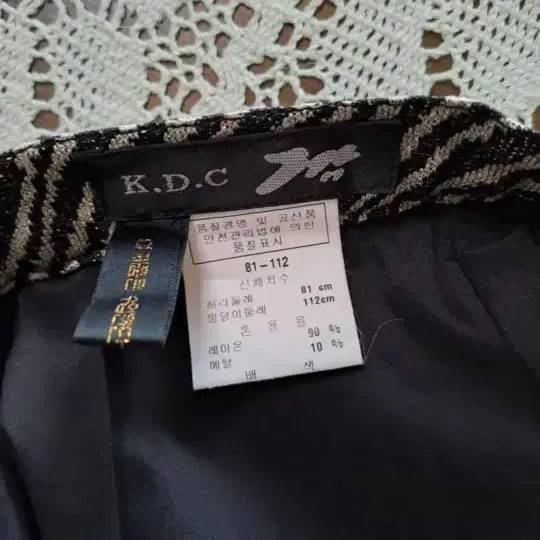 K.D.C
품질경영 및 공산품
안전관리법에 의한
품질표시
81-112
신체치수
허리둘레 81 cm
엉덩이둘레 112cm
혼 용 율
레이온 90 %
메탈 10 %
배 색